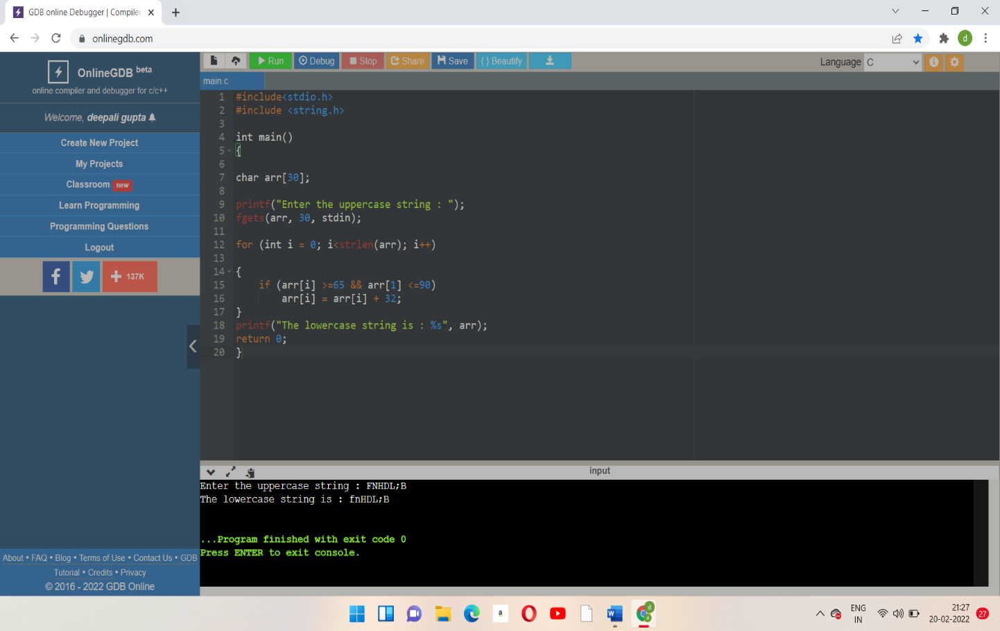 GDB online Debugger | Compiler
onlinegdb.com
d
OnlineGDB beta
online compiler and debugger for c/c++
Welcome, deepali gupta
Create New Project
My Projects
Classroom new
Learn Programming
Programming Questions
Logout
137K
About • FAQ • Blog • Terms of Use • Contact Us • GDB
Tutorial • Credits • Privacy
© 2016 - 2022 GDB Online
Run Debug Stop Share Save { } Beautify
Language C
main.c
1 #include<stdio.h>
2 #include <string.h>
3
4 int main()
5 {
6
7 char arr[30];
8
9 printf("Enter the uppercase string : ");
10 fgets(arr, 30, stdin);
11
12 for (int i = 0; i<strlen(arr); i++)
13
14 {
15 if (arr[i] >=65 && arr[1] <=90)
16 arr[i] = arr[i] + 32;
17 }
18 printf("The lowercase string is : %s", arr);
19 return 0;
20 }
input
Enter the uppercase string : FNHDL;B
The lowercase string is : fnHDL;B
...Program finished with exit code 0
Press ENTER to exit console.
ENG
IN
21:27
20-02-2022
27